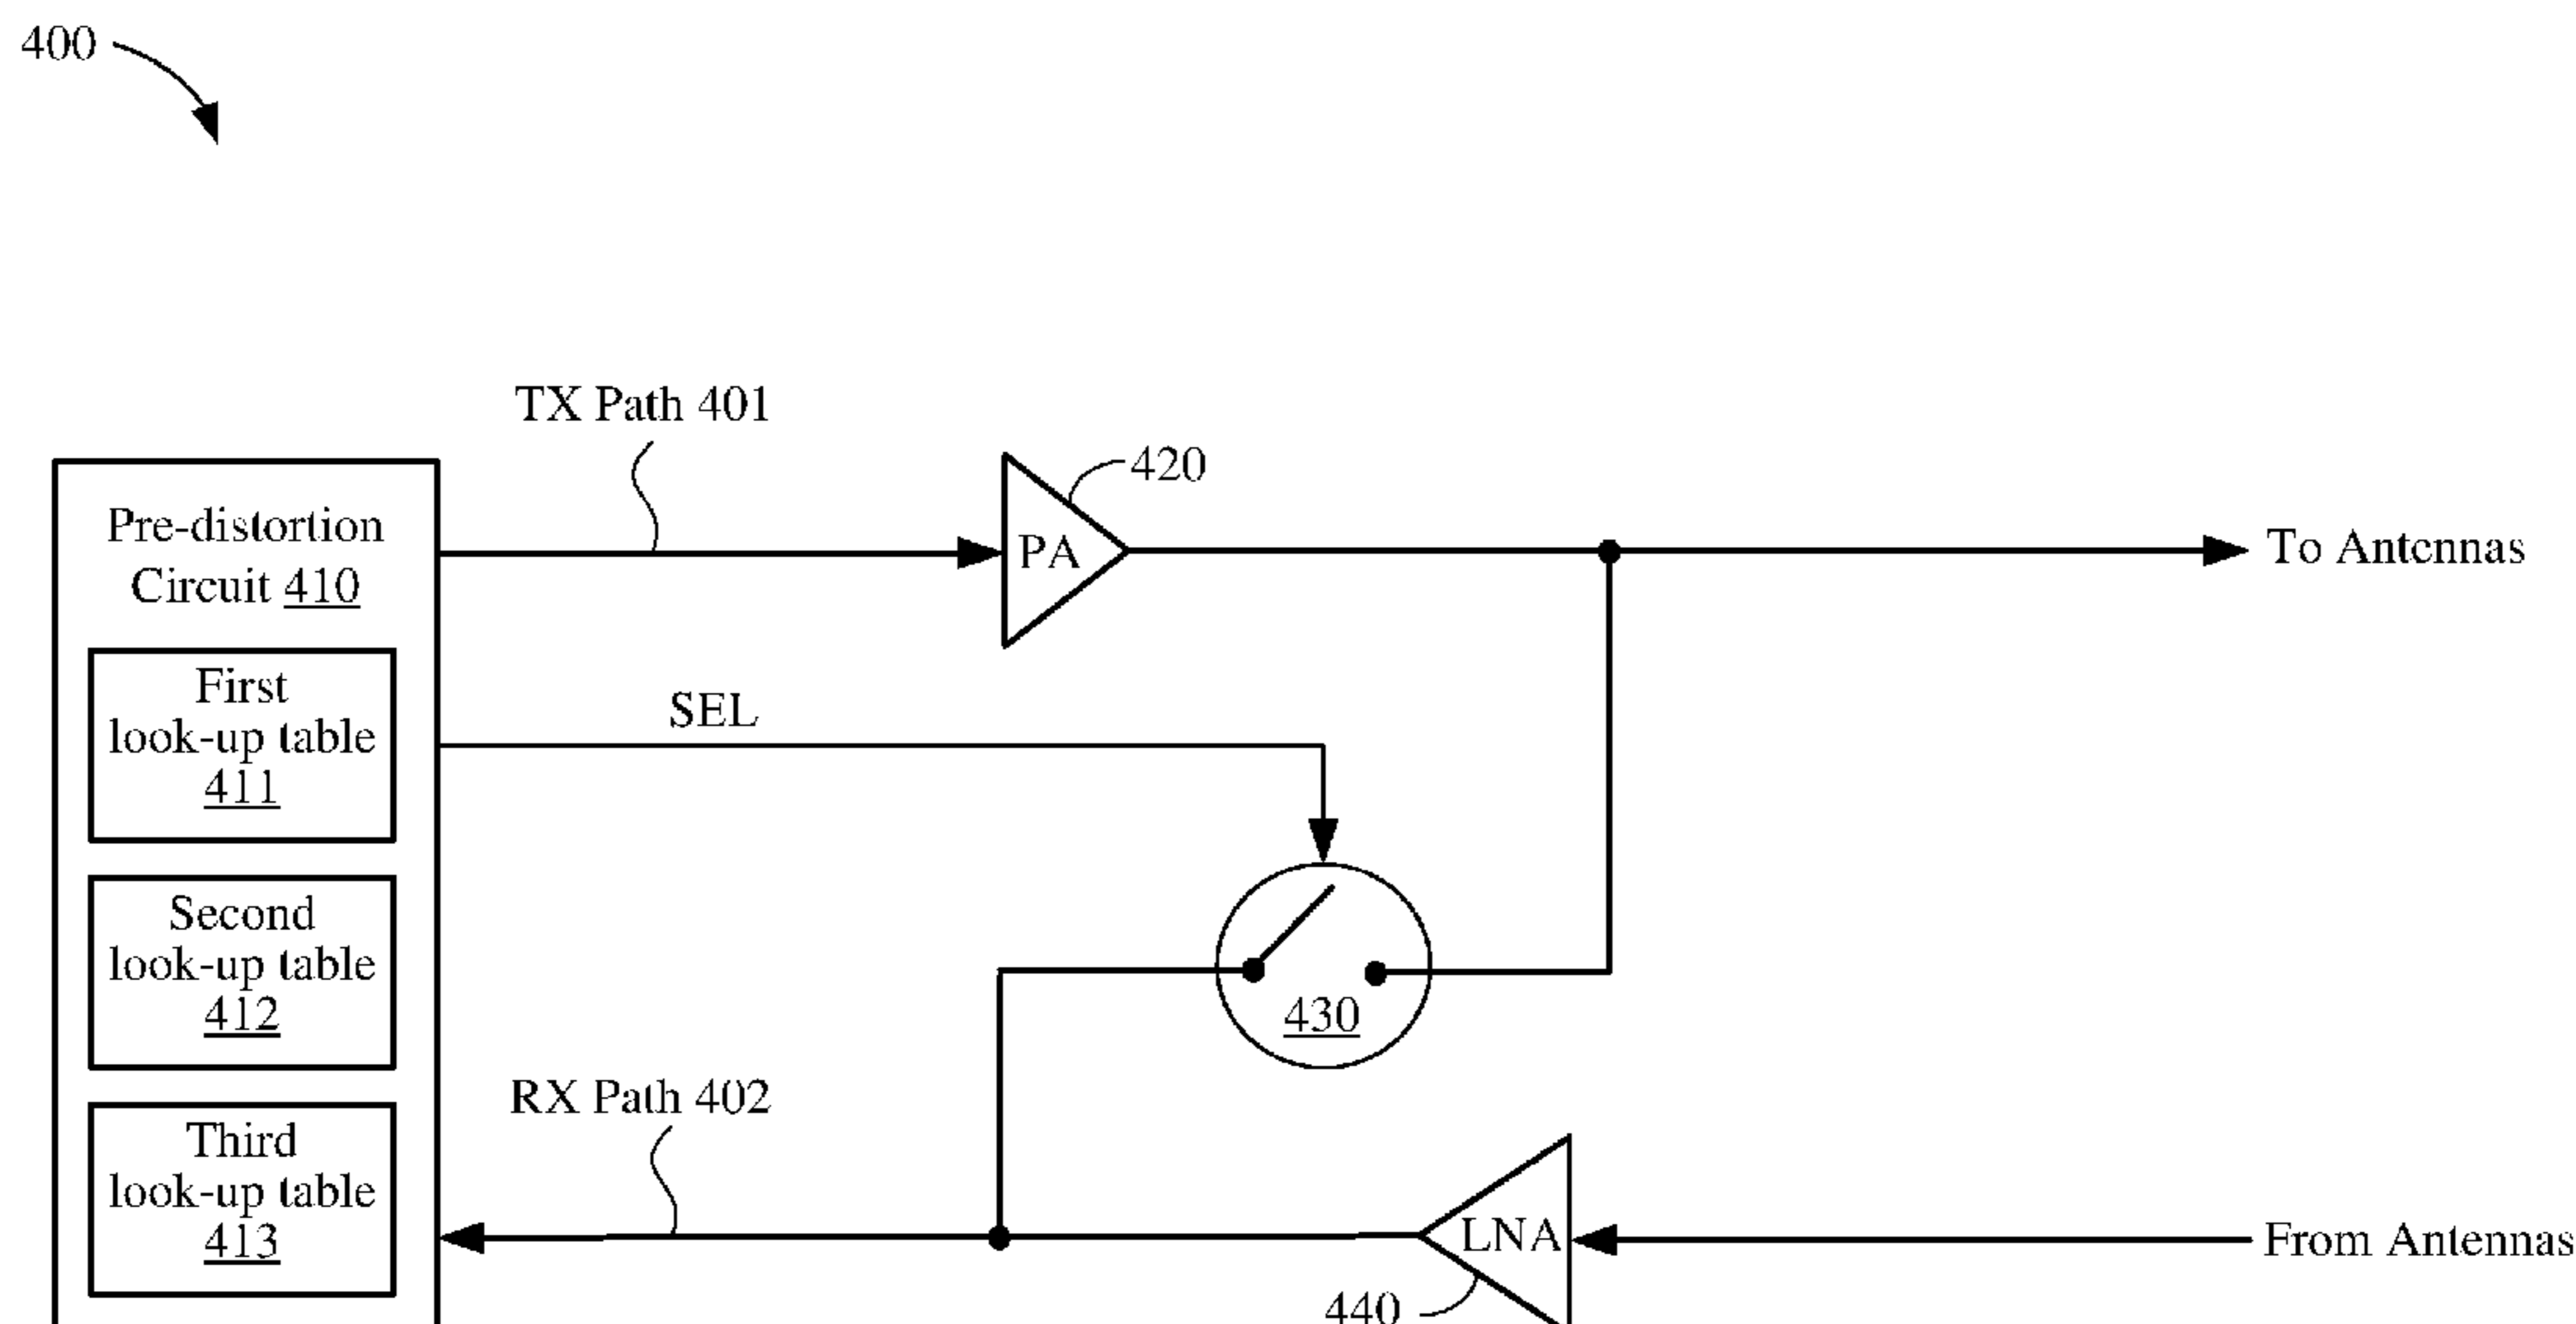 400
TX Path 401
420
Pre-distortion
Circuit 410
PA
To Antennas
First
look-up table
411
SEL
Second
look-up table
412
430
RX Path 402
Third
look-up table
413
LNA
From Antennas
440